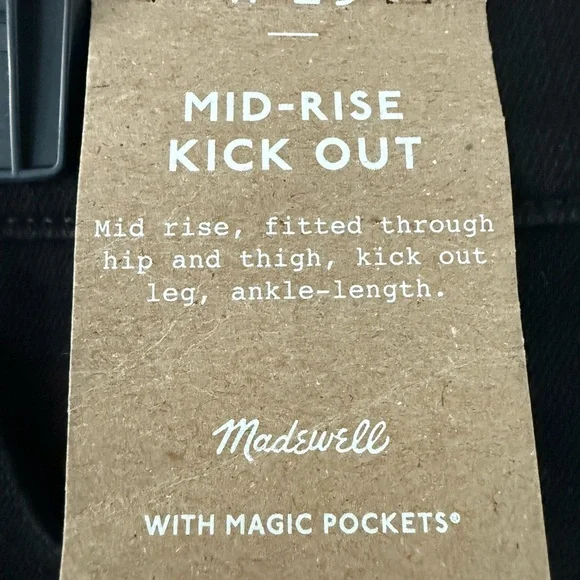 MID-RISE
KICK OUT
Mid rise, fitted through
hip and thigh, kick out
leg, ankle-length.
Madewell
WITH MAGIC POCKETS®